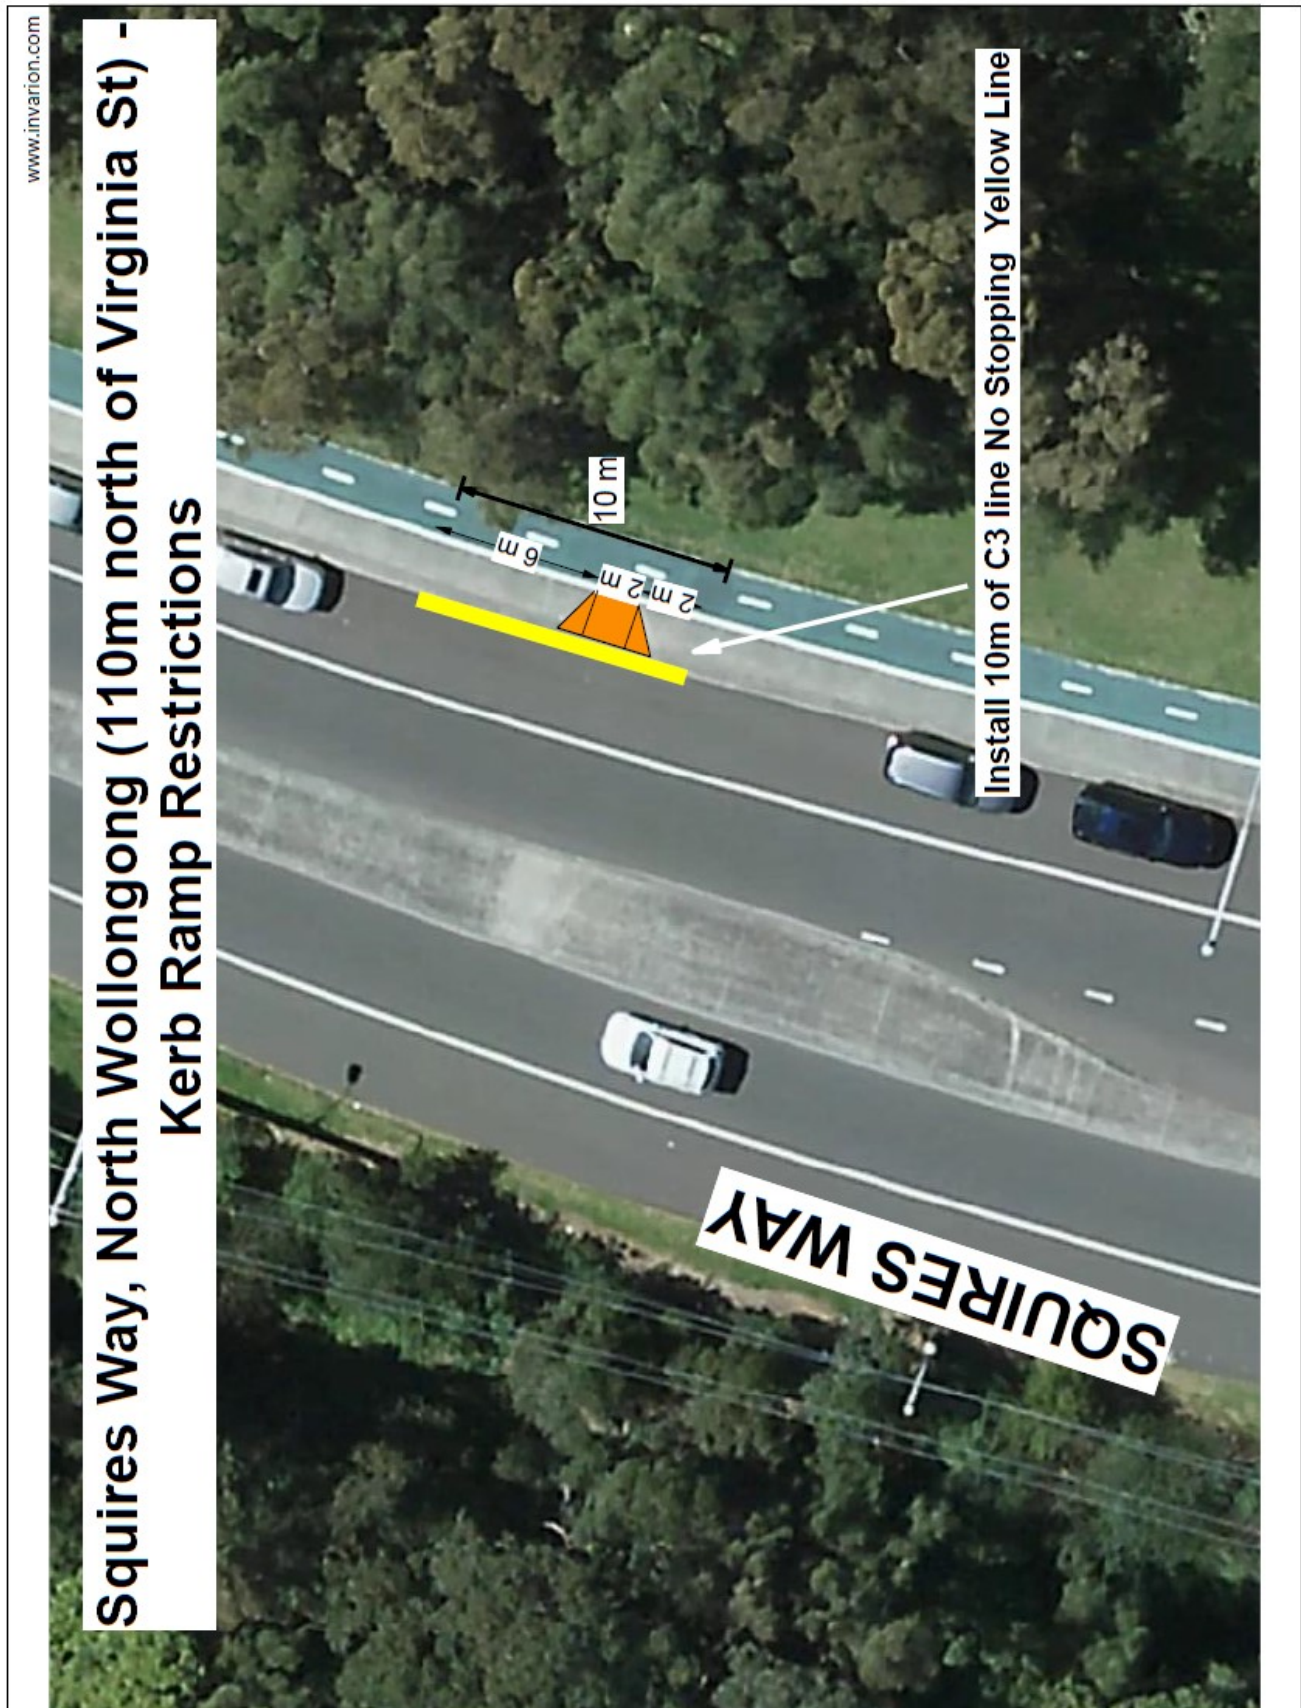 www.invarion.com
Squires Way, North Wollongong (110m north of Virginia St) -
Kerb Ramp Restrictions
6 m
2 m
2 m
10 m
Install 10m of C3 line No Stopping Yellow Line
SQUIRES WAY